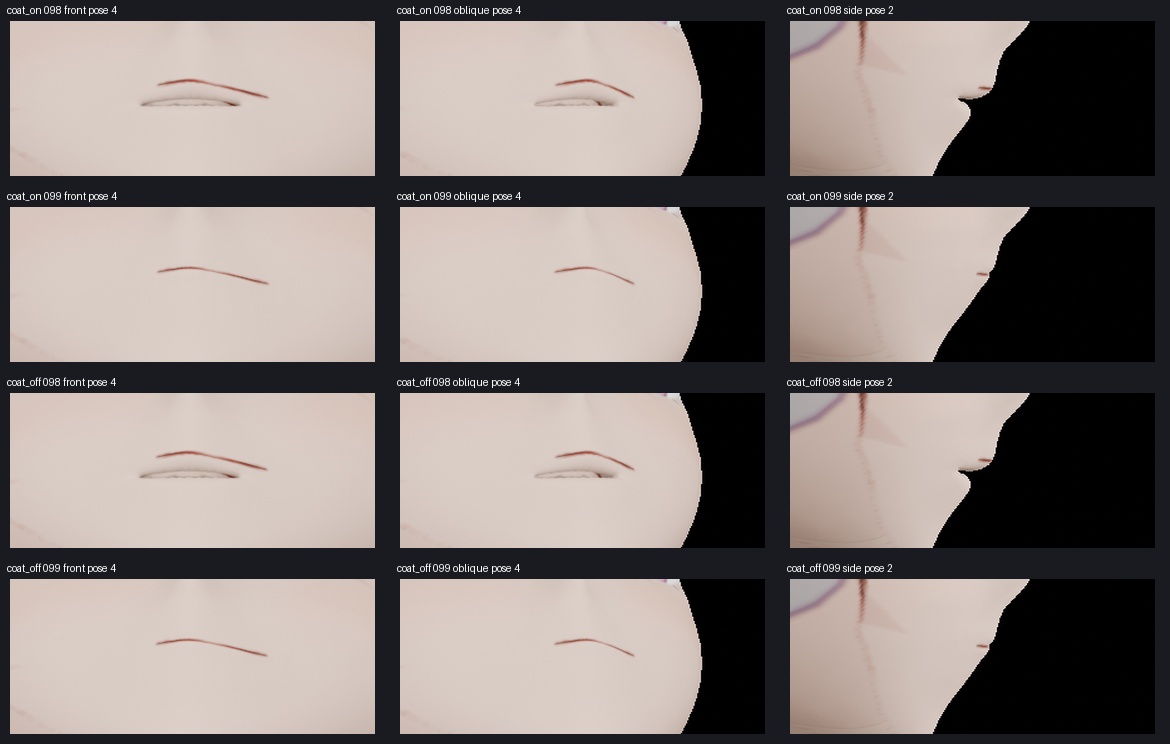 coat_on 098 front pose 4
coat_on 098 oblique pose 4
coat_on 098 side pose 2
coat_on 099 front pose 4
coat_on 099 oblique pose 4
coat_on 099 side pose 2
coat_off 098 front pose 4
coat_off 098 oblique pose 4
coat_off 098 side pose 2
coat_off 099 front pose 4
coat_off 099 oblique pose 4
coat_off 099 side pose 2